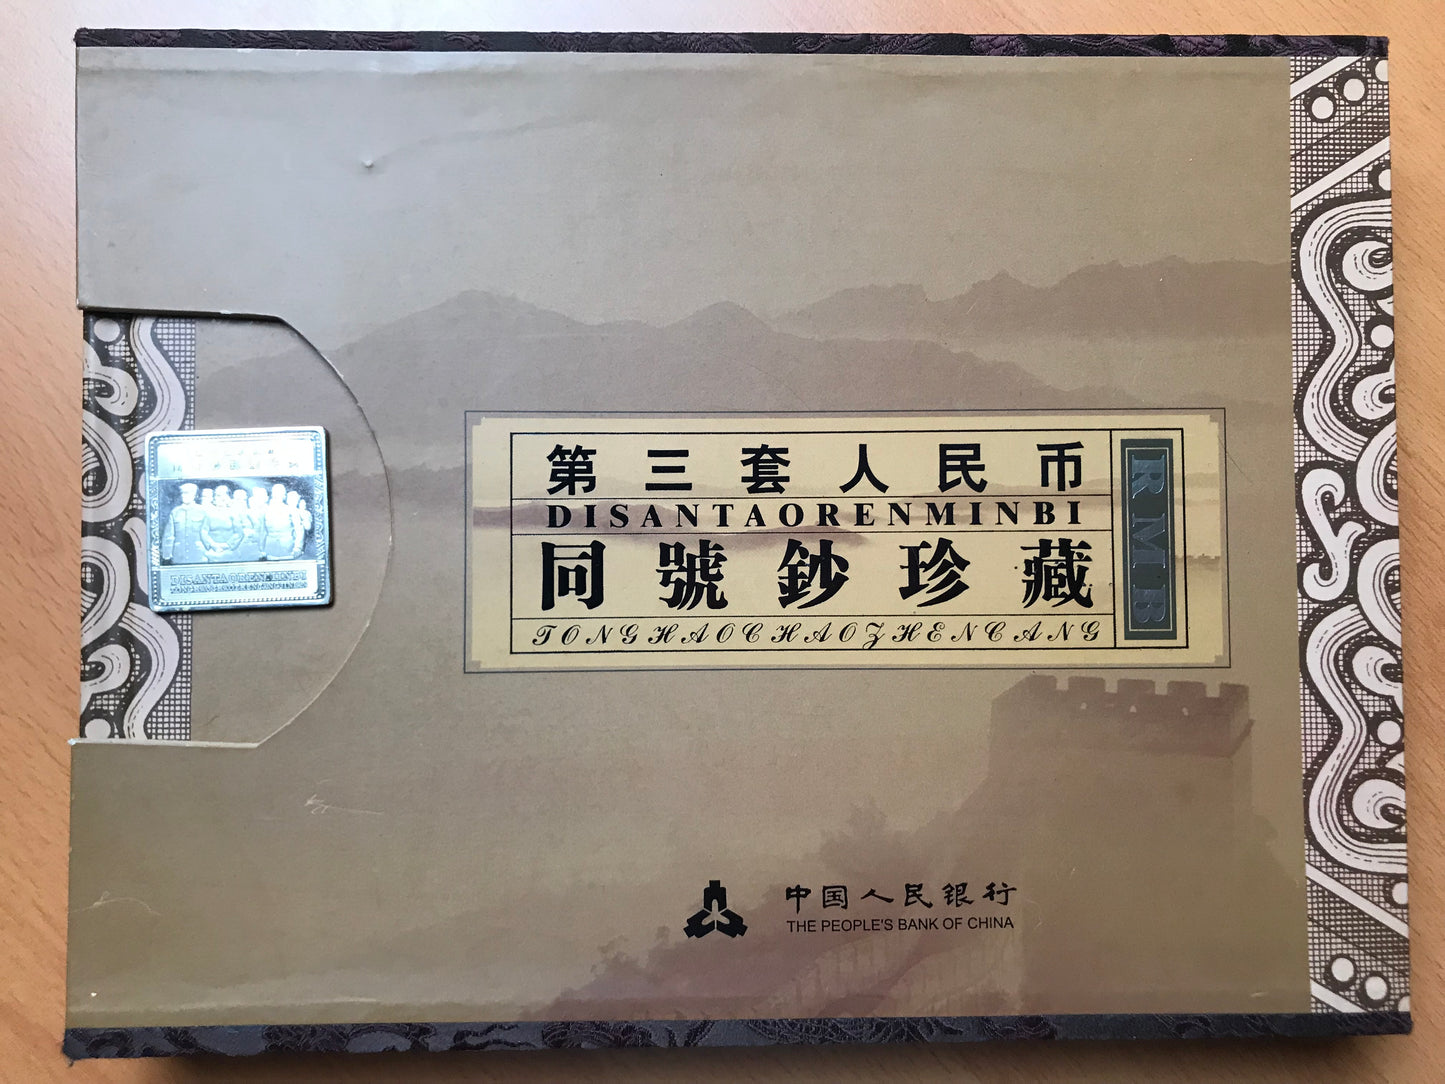 第三套人民币
DISANTAORENMINBI
同號鈔珍藏
TONGHAOCHAOZHENCANG
RMB
DISANTAORENMINBI
中国人民银行
THE PEOPLE'S BANK OF CHINA